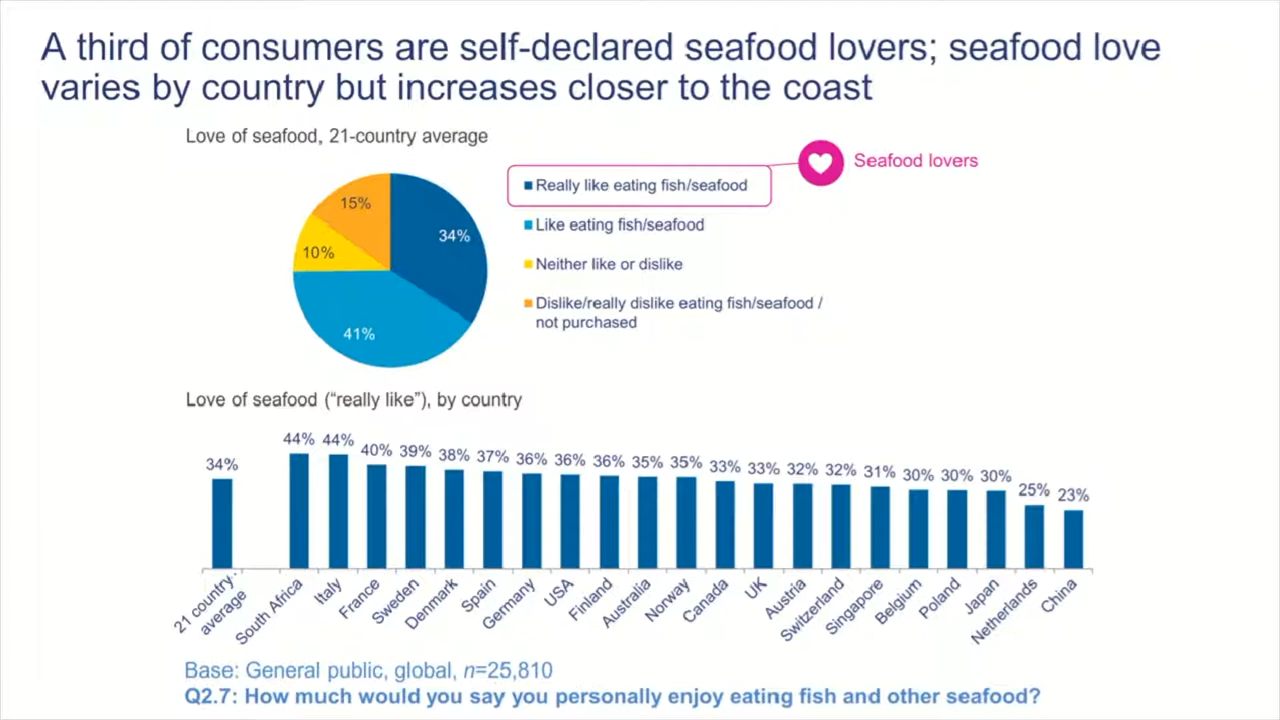 A third of consumers are self-declared seafood lovers; seafood love
varies by country but increases closer to the coast
Love of seafood, 21-country average
Seafood lovers
Really like eating fish/seafood
Like eating fish/seafood
Neither like or dislike
Dislike/really dislike eating fish/seafood /
not purchased
15%
34%
10%
41%
Love of seafood (“really like”), by country
34% 44% 44% 40% 39% 38% 37% 36% 36% 36% 35% 35% 33% 33% 32% 32% 31% 30% 30% 30% 25% 23%
21 country
average
South Africa
Italy
France
Sweden
Denmark
Spain
Germany
USA
Finland
Australia
Norway
Canada
UK
Austria
Switzerland
Singapore
Belgium
Poland
Japan
Netherlands
China
Base: General public, global, n=25,810
Q2.7: How much would you say you personally enjoy eating fish and other seafood?